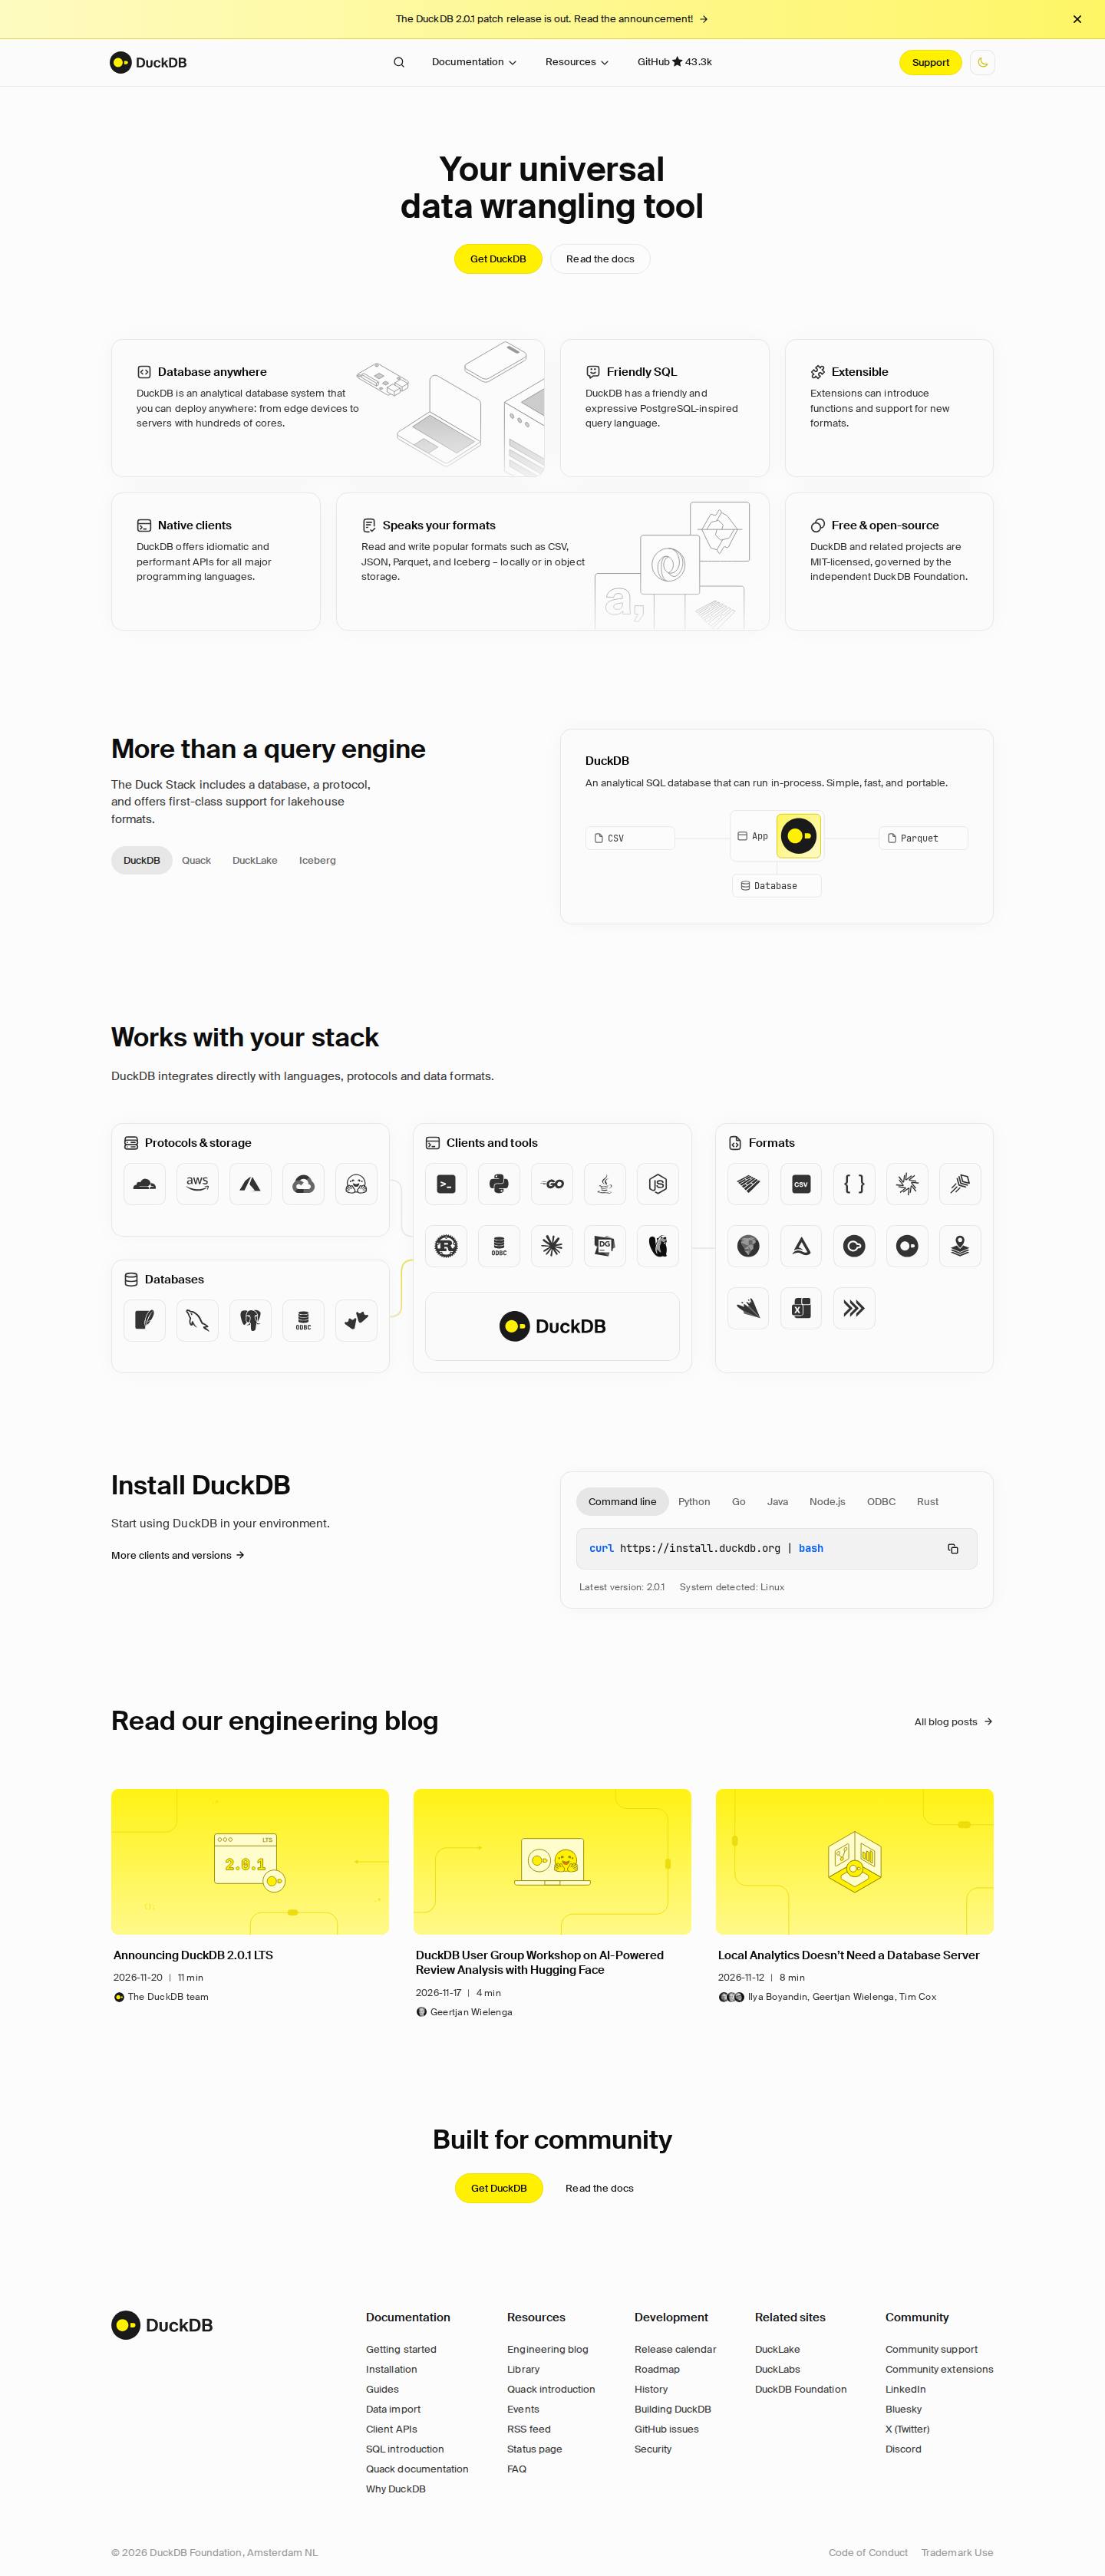 The DuckDB 2.0.1 patch release is out. Read the announcement!
DuckDB
Documentation
Resources
GitHub 43.3k
Support
Your universal
data wrangling tool
Get DuckDB
Read the docs
Database anywhere
DuckDB is an analytical database system that
you can deploy anywhere: from edge devices to
servers with hundreds of cores.
Friendly SQL
DuckDB has a friendly and
expressive PostgreSQL-inspired
query language.
Extensible
Extensions can introduce
functions and support for new
formats.
Native clients
DuckDB offers idiomatic and
performant APIs for all major
programming languages.
Speaks your formats
Read and write popular formats such as CSV,
JSON, Parquet, and Iceberg – locally or in object
storage.
a,
Free & open-source
DuckDB and related projects are
MIT-licensed, governed by the
independent DuckDB Foundation.
More than a query engine
The Duck Stack includes a database, a protocol,
and offers first-class support for lakehouse
formats.
DuckDB
Quack
DuckLake
Iceberg
DuckDB
An analytical SQL database that can run in-process. Simple, fast, and portable.
CSV
App
Parquet
Database
Works with your stack
DuckDB integrates directly with languages, protocols and data formats.
Protocols & storage
aws
Databases
ODBC
Clients and tools
GO
JS
R
ODBC
DG
DuckDB
Formats
CSV
{ }
X
Install DuckDB
Start using DuckDB in your environment.
More clients and versions
Command line
Python
Go
Java
Node.js
ODBC
Rust
curl https://install.duckdb.org | bash
Latest version: 2.0.1
System detected: Linux
Read our engineering blog
All blog posts
LTS
2.0.1
Announcing DuckDB 2.0.1 LTS
2026-11-20 | 11 min
The DuckDB team
DuckDB User Group Workshop on AI-Powered
Review Analysis with Hugging Face
2026-11-17 | 4 min
Geertjan Wielenga
Local Analytics Doesn’t Need a Database Server
2026-11-12 | 8 min
Ilya Boyandin, Geertjan Wielenga, Tim Cox
Built for community
Get DuckDB
Read the docs
DuckDB
Documentation
Getting started
Installation
Guides
Data import
Client APIs
SQL introduction
Quack documentation
Why DuckDB
Resources
Engineering blog
Library
Quack introduction
Events
RSS feed
Status page
FAQ
Development
Release calendar
Roadmap
History
Building DuckDB
GitHub issues
Security
Related sites
DuckLake
DuckLabs
DuckDB Foundation
Community
Community support
Community extensions
LinkedIn
Bluesky
X (Twitter)
Discord
© 2026 DuckDB Foundation, Amsterdam NL
Code of Conduct
Trademark Use